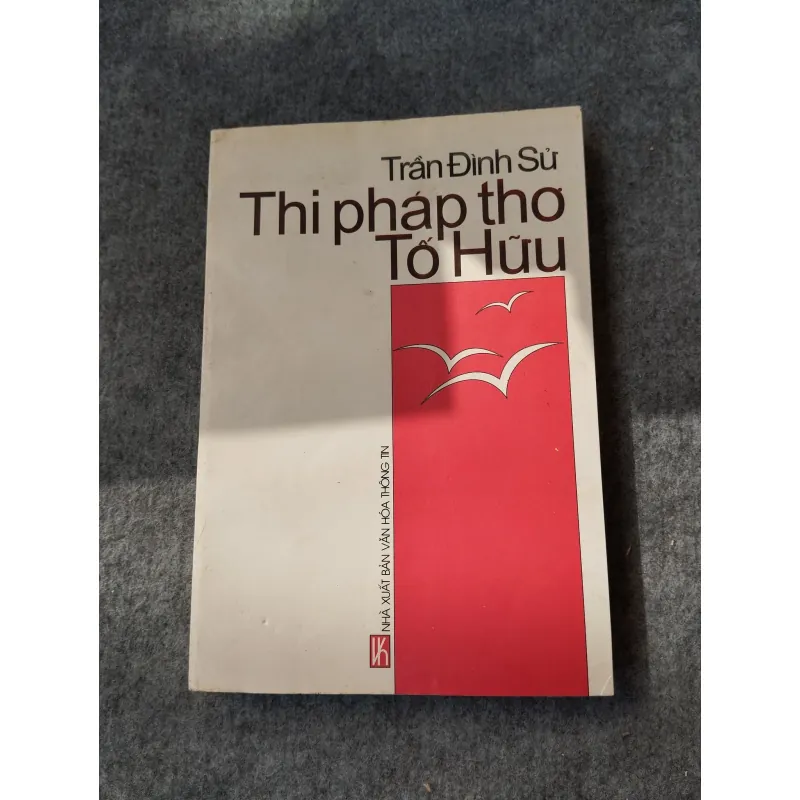 Trần Đình Sử
Thi pháp thơ
Tố Hữu
NHÀ XUẤT BẢN VĂN HÓA THÔNG TIN